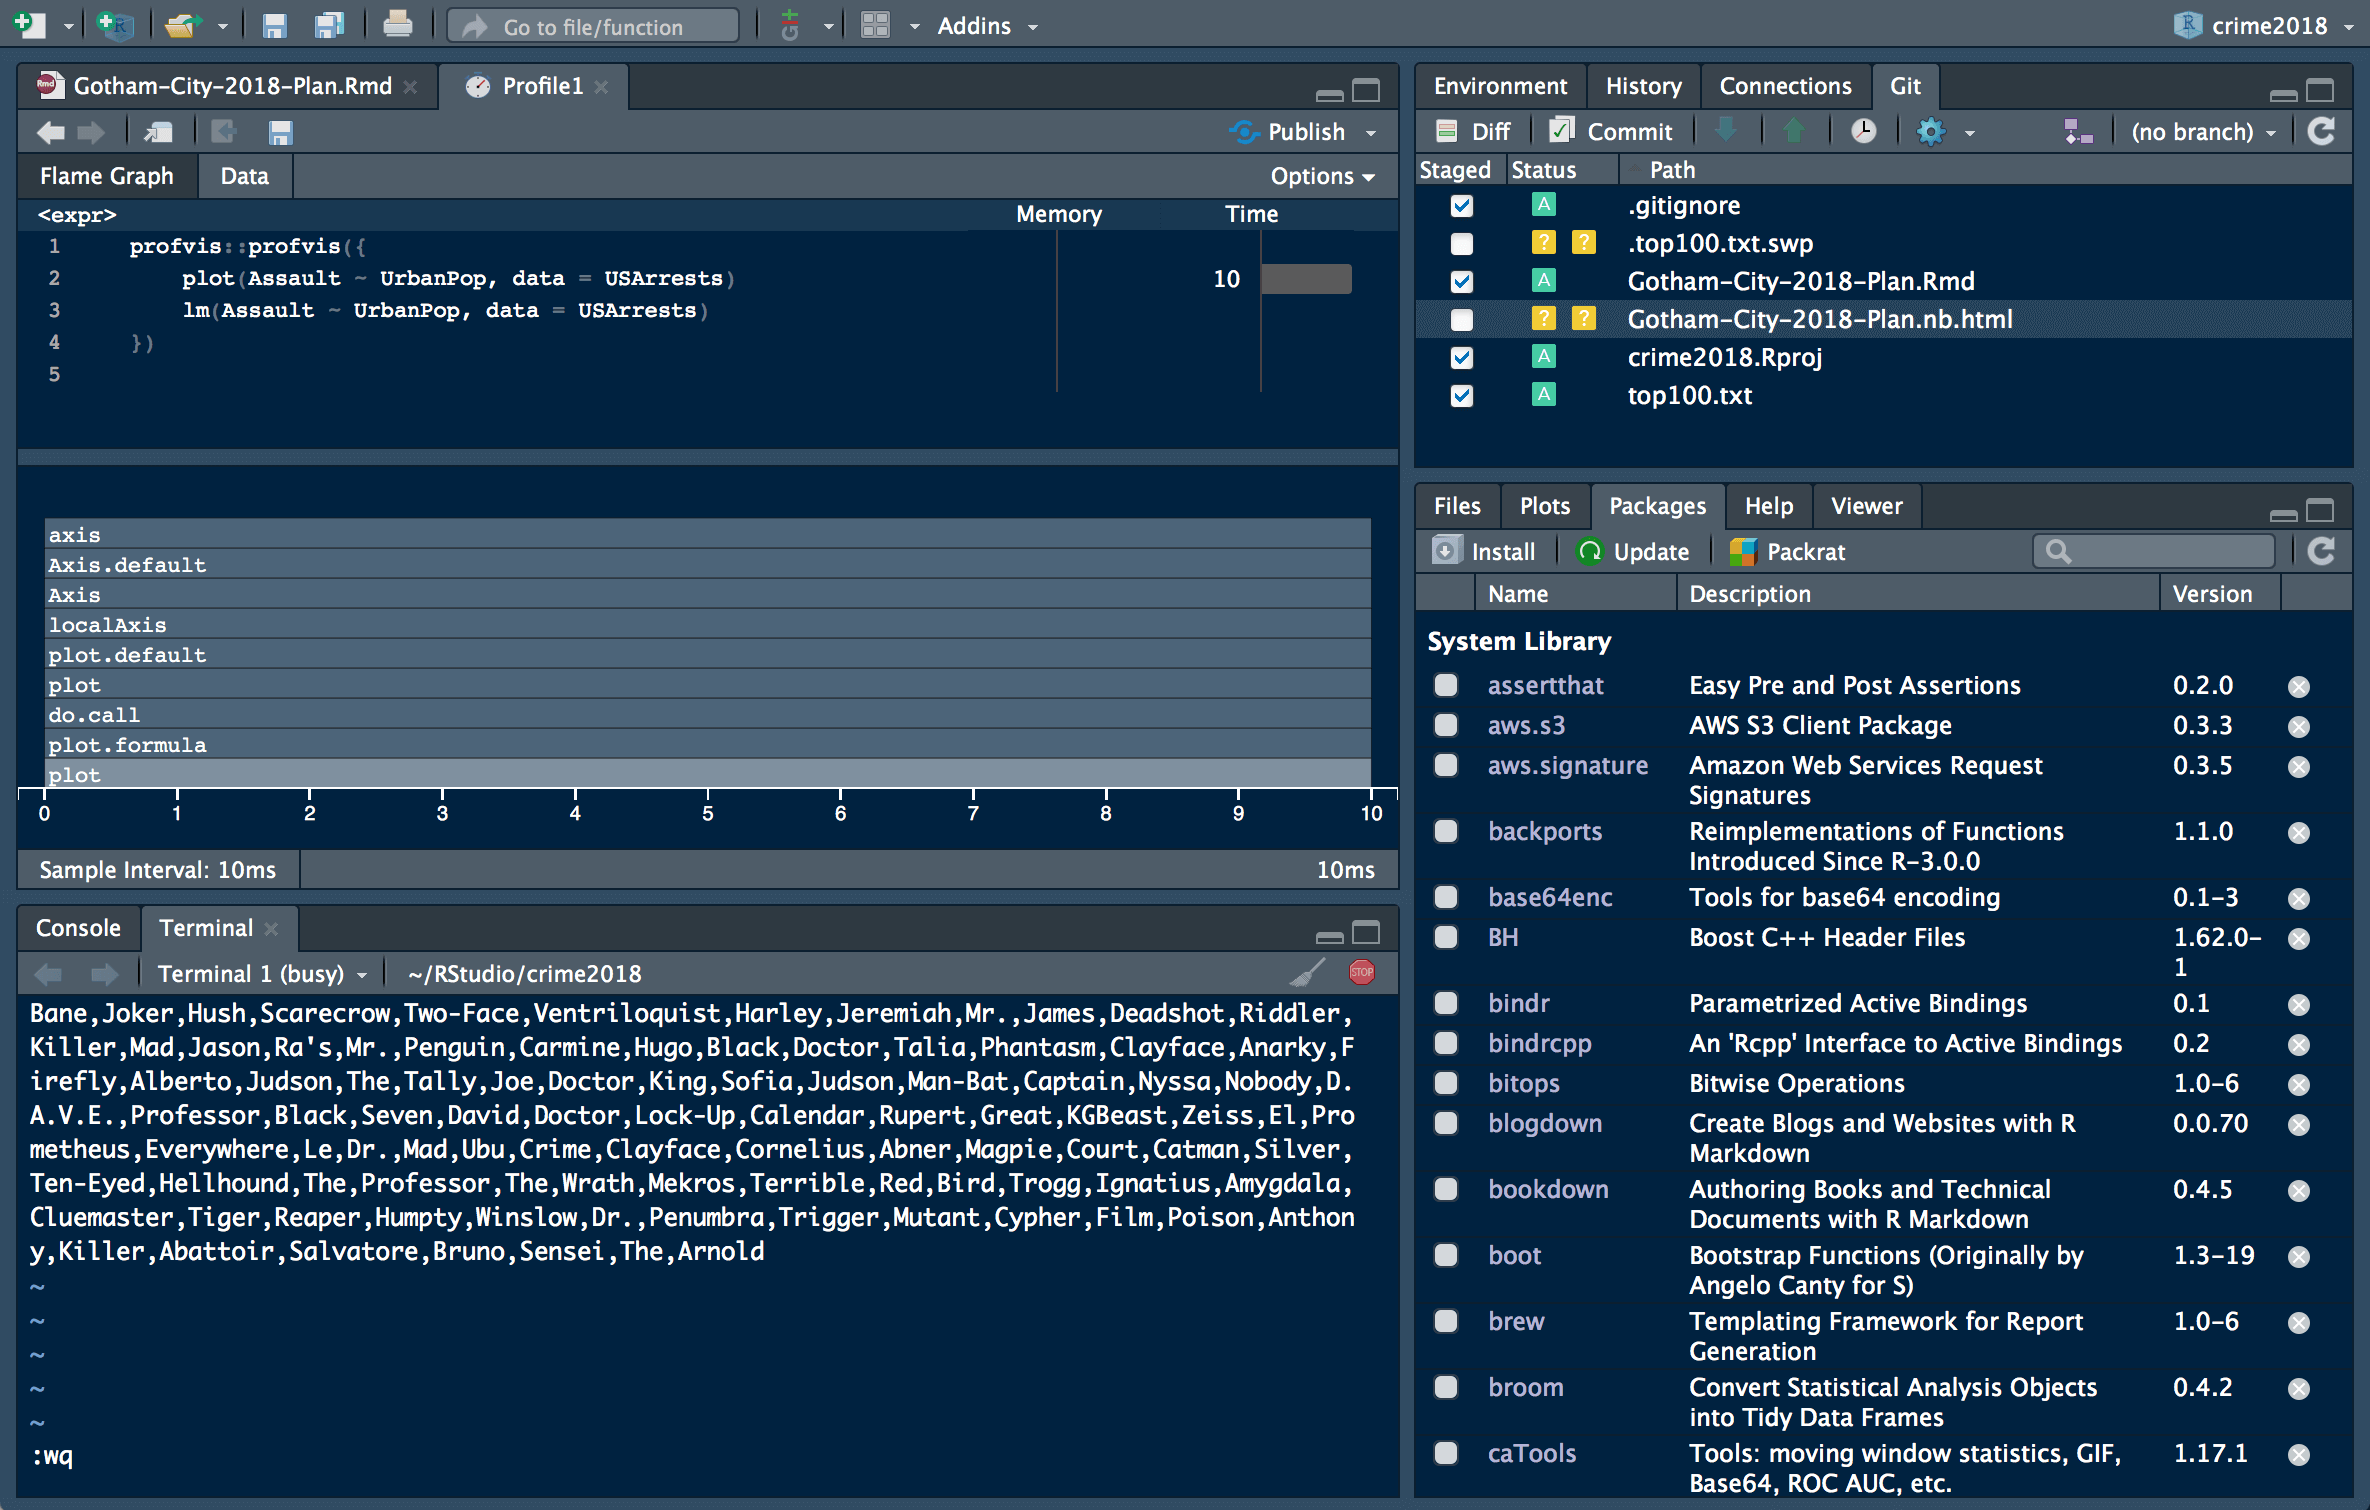 Go to file/function
Addins
crime2018
Gotham-City-2018-Plan.Rmd
Profile1
Publish
Flame Graph Data Options
<expr> Memory Time
1 profvis::profvis({
2 plot(Assault ~ UrbanPop, data = USArrests) 10
3 lm(Assault ~ UrbanPop, data = USArrests)
4 })
5
axis
Axis.default
Axis
localAxis
plot.default
plot
do.call
plot.formula
plot
0 1 2 3 4 5 6 7 8 9 10
Sample Interval: 10ms 10ms
Console Terminal
Terminal 1 (busy) ~/RStudio/crime2018
STOP
Bane,Joker,Hush,Scarecrow,Two-Face,Ventriloquist,Harley,Jeremiah,Mr.,James,Deadshot,Riddler,
Killer,Mad,Jason,Ra's,Mr.,Penguin,Carmine,Hugo,Black,Doctor,Talia,Phantasm,Clayface,Anarky,F
irefly,Alberto,Judson,The,Tally,Joe,Doctor,King,Sofia,Judson,Man-Bat,Captain,Nyssa,Nobody,D.
A.V.E.,Professor,Black,Seven,David,Doctor,Lock-Up,Calendar,Rupert,Great,KGBeast,Zeiss,El,Pro
metheus,Everywhere,Le,Dr.,Mad,Ubu,Crime,Clayface,Cornelius,Abner,Magpie,Court,Catman,Silver,
Ten-Eyed,Hellhound,The,Professor,The,Wrath,Mekros,Terrible,Red,Bird,Trogg,Ignatius,Amygdala,
Cluemaster,Tiger,Reaper,Humpty,Winslow,Dr.,Penumbra,Trigger,Mutant,Cypher,Film,Poison,Anthon
y,Killer,Abattoir,Salvatore,Bruno,Sensei,The,Arnold
~
~
~
~
~
:wq
Environment History Connections Git
Diff Commit (no branch)
Staged Status Path
A .gitignore
? ? .top100.txt.swp
A Gotham-City-2018-Plan.Rmd
? ? Gotham-City-2018-Plan.nb.html
A crime2018.Rproj
A top100.txt
Files Plots Packages Help Viewer
Install Update Packrat
Name Description Version
System Library
assertthat Easy Pre and Post Assertions 0.2.0
aws.s3 AWS S3 Client Package 0.3.3
aws.signature Amazon Web Services Request 0.3.5
Signatures
backports Reimplementations of Functions 1.1.0
Introduced Since R-3.0.0
base64enc Tools for base64 encoding 0.1-3
BH Boost C++ Header Files 1.62.0-
1
bindr Parametrized Active Bindings 0.1
bindrcpp An 'Rcpp' Interface to Active Bindings 0.2
bitops Bitwise Operations 1.0-6
blogdown Create Blogs and Websites with R 0.0.70
Markdown
bookdown Authoring Books and Technical 0.4.5
Documents with R Markdown
boot Bootstrap Functions (Originally by 1.3-19
Angelo Canty for S)
brew Templating Framework for Report 1.0-6
Generation
broom Convert Statistical Analysis Objects 0.4.2
into Tidy Data Frames
caTools Tools: moving window statistics, GIF, 1.17.1
Base64, ROC AUC, etc.